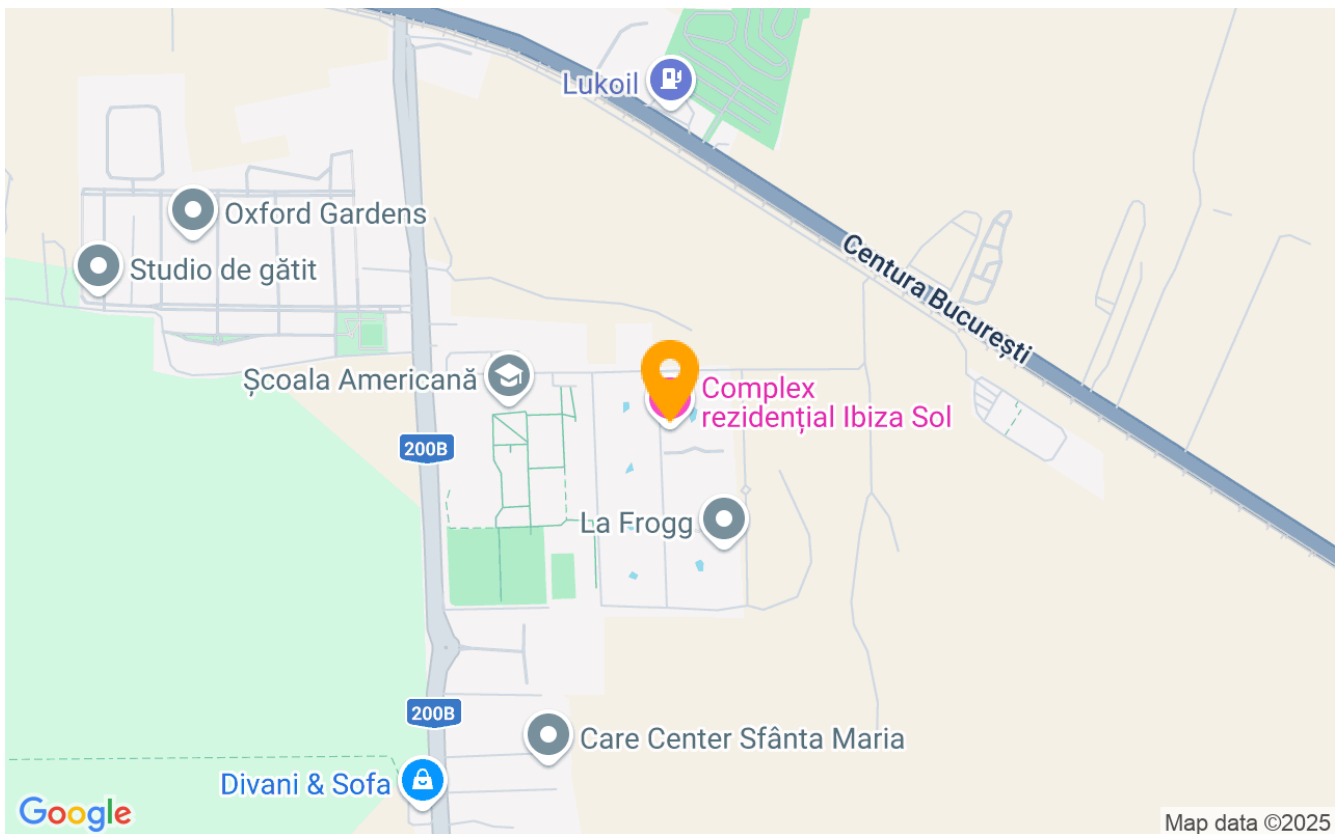 Lukoil
Oxford Gardens
Studio de gătit
Centura București
Școala Americană
Complex
rezidențial Ibiza Sol
200B
La Frogg
200B
Care Center Sfânta Maria
Divani & Sofa
Google
Map data ©2025